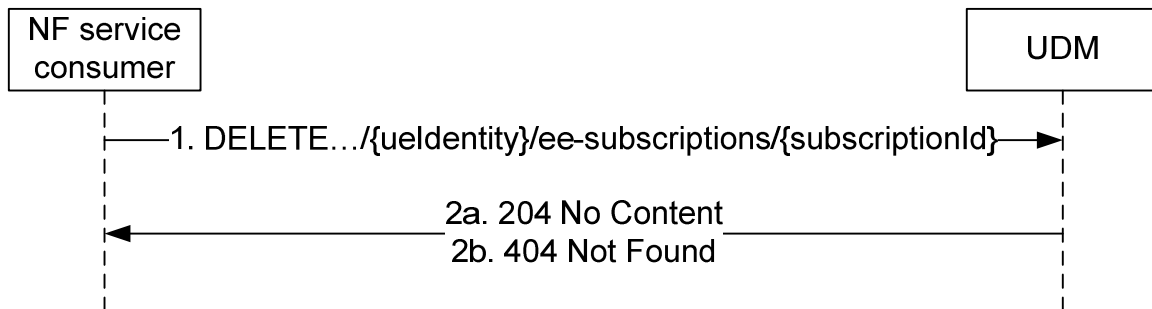 NF service
consumer
UDM
1. DELETE…/{ueIdentity}/ee-subscriptions/{subscriptionId}
2a. 204 No Content
2b. 404 Not Found